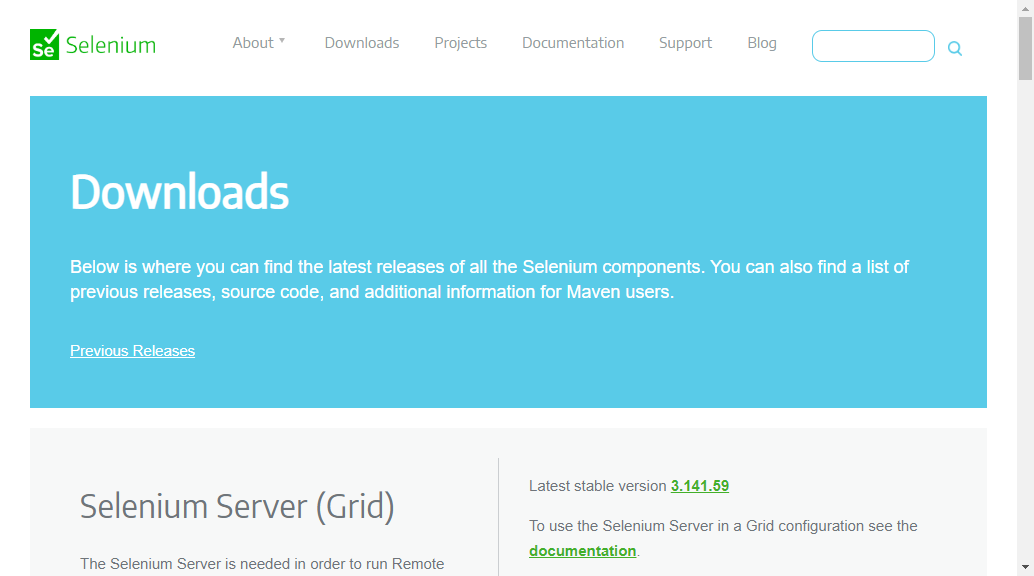 Se Selenium
About Downloads Projects Documentation Support Blog
Downloads
Below is where you can find the latest releases of all the Selenium components. You can also find a list of
previous releases, source code, and additional information for Maven users.
Previous Releases
Selenium Server (Grid)
The Selenium Server is needed in order to run Remote
Latest stable version 3.141.59
To use the Selenium Server in a Grid configuration see the
documentation.